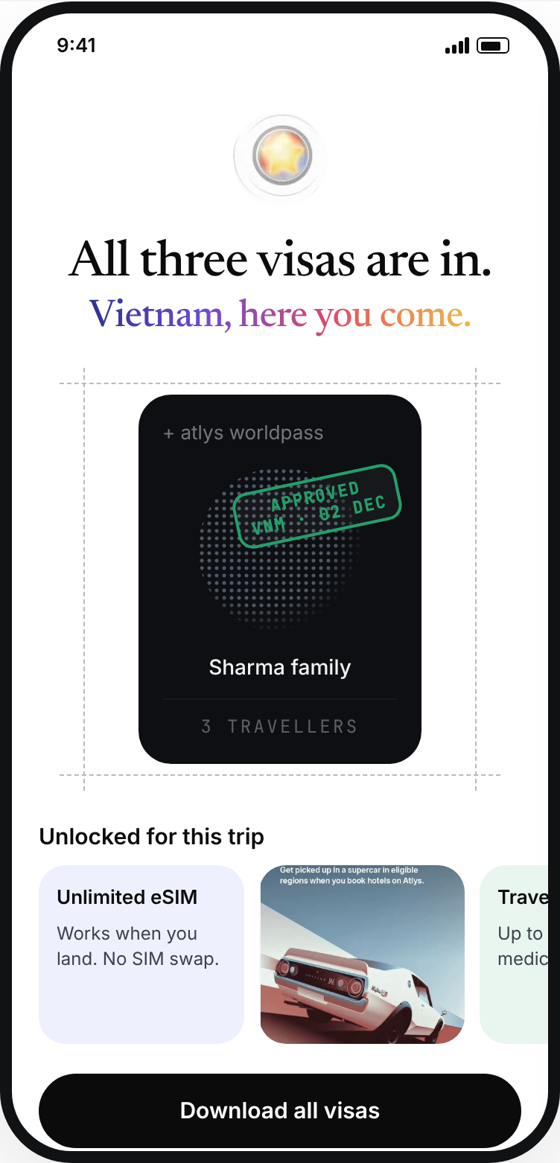 9:41
All three visas are in.
Vietnam, here you come.
+ atlys worldpass
APPROVED
VNM · 02 DEC
Sharma family
3 TRAVELLERS
Unlocked for this trip
Unlimited eSIM
Works when you
land. No SIM swap.
Get picked up in a supercar in eligible
regions when you book hotels on Atlys.
Trave
Up to
medic
Download all visas